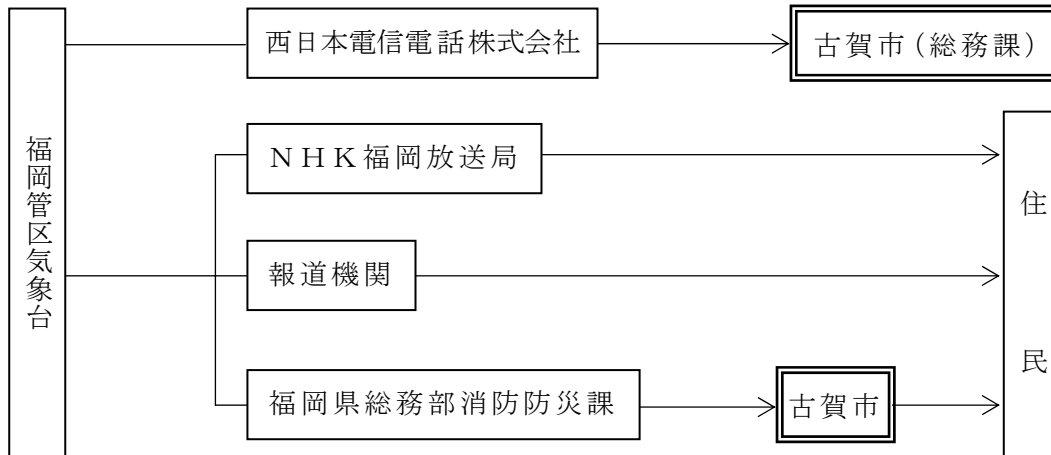 福岡管区気象台
西日本電信電話株式会社
古賀市（総務課）
ＮＨＫ福岡放送局
報道機関
福岡県総務部消防防災課
古賀市
住民